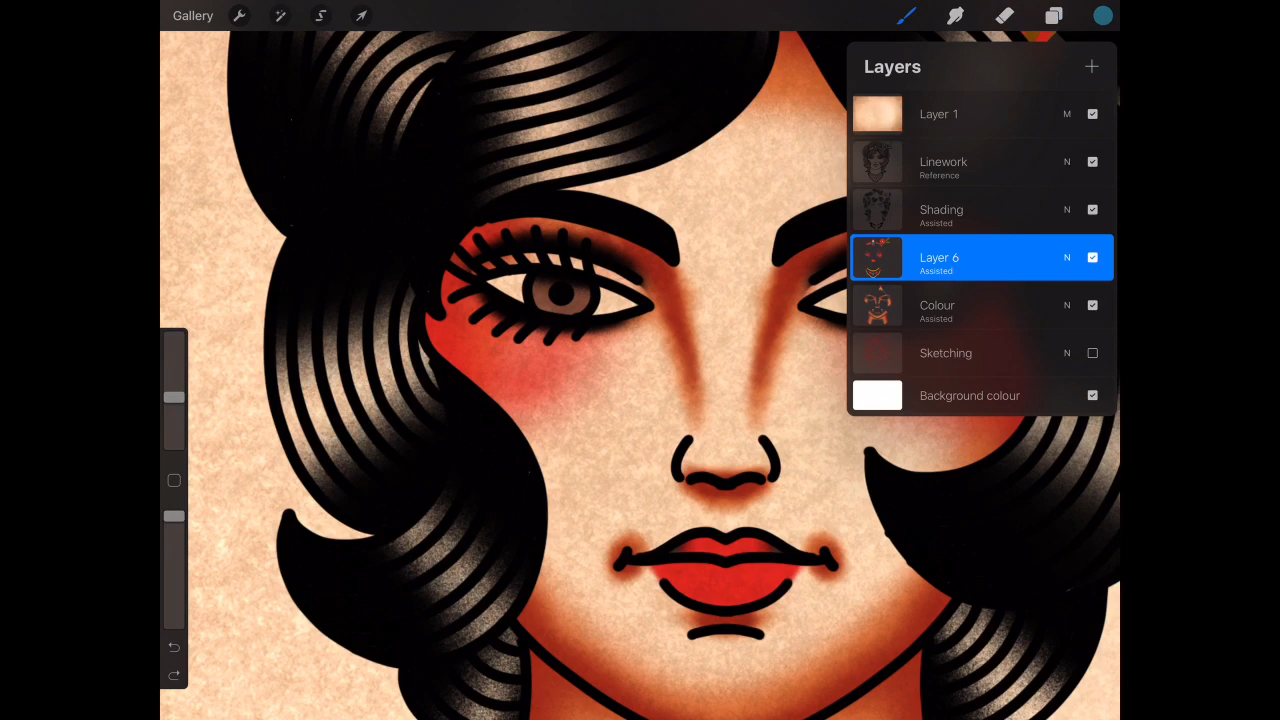 Gallery
Layers
Layer 1 M
Linework N
Reference
Shading N
Assisted
Layer 6 N
Assisted
Colour N
Assisted
Sketching N
Background colour